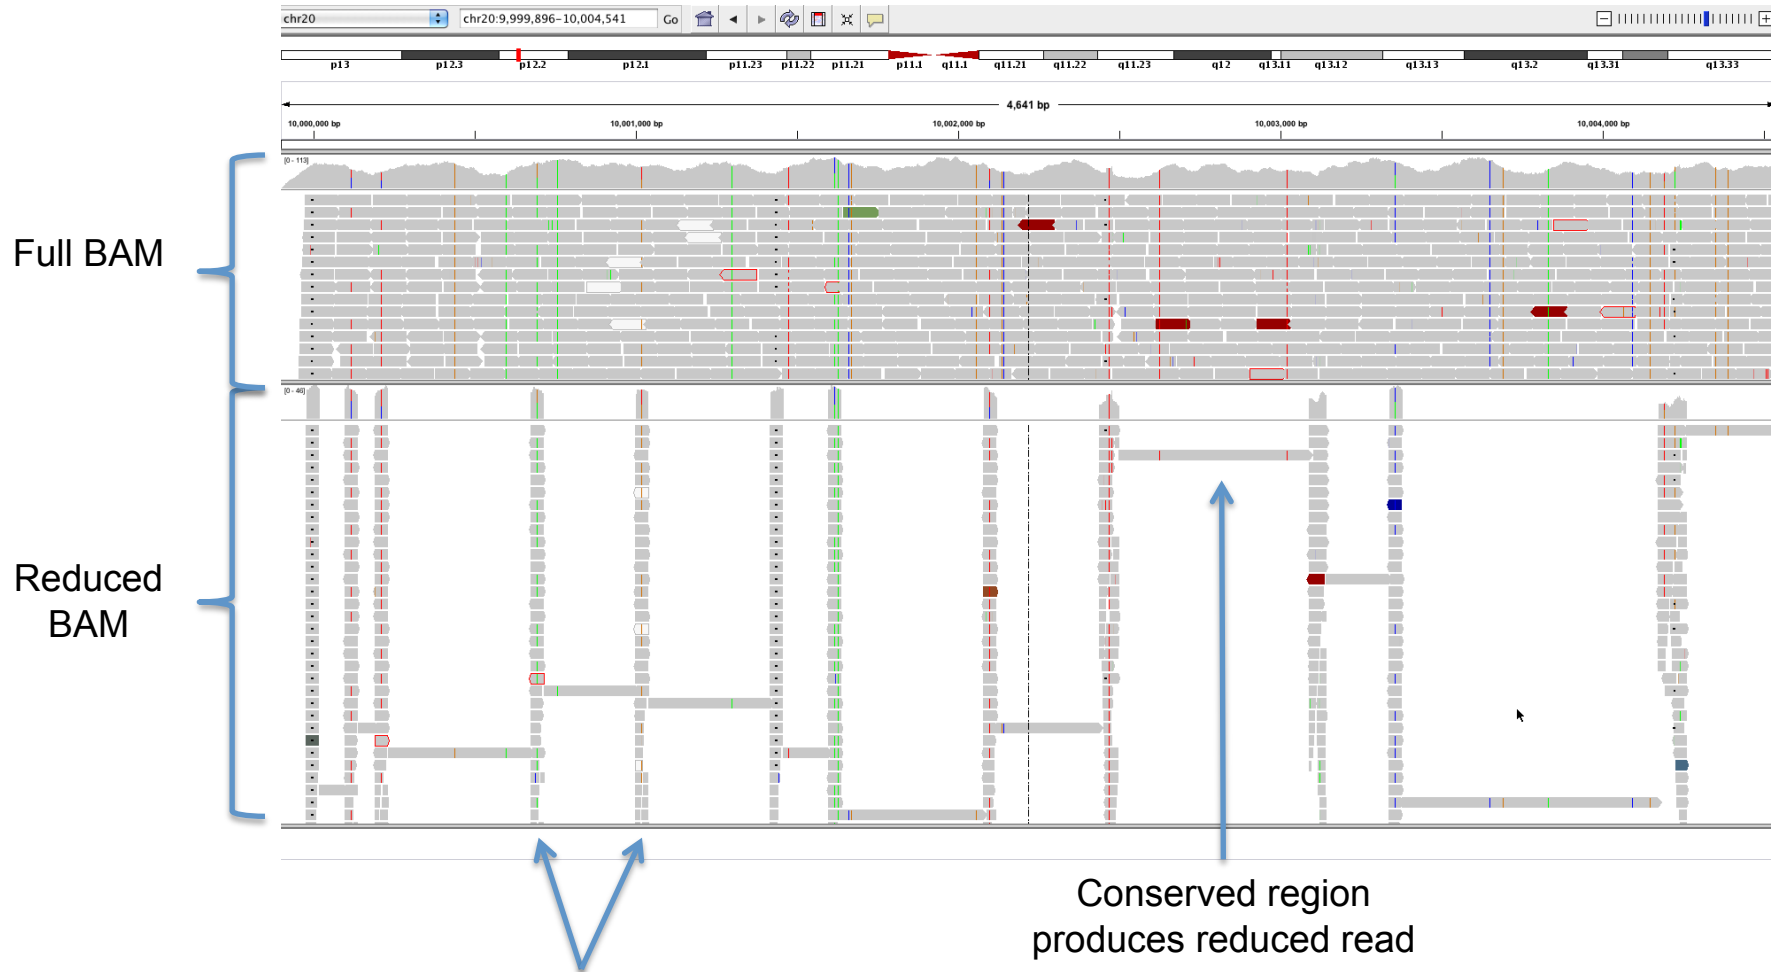 chr20
chr20:9,999,896-10,004,541
Go
p13
p12.3
p12.2
p12.1
p11.23
p11.22
p11.21
p11.1
q11.1
q11.21
q11.22
q11.23
q12
q13.11
q13.12
q13.13
q13.2
q13.31
q13.33
4,641 bp
10,000,000 bp
10,001,000 bp
10,002,000 bp
10,003,000 bp
10,004,000 bp
[0 - 113]
Full BAM
[0 - 46]
Reduced
BAM
Conserved region
produces reduced read